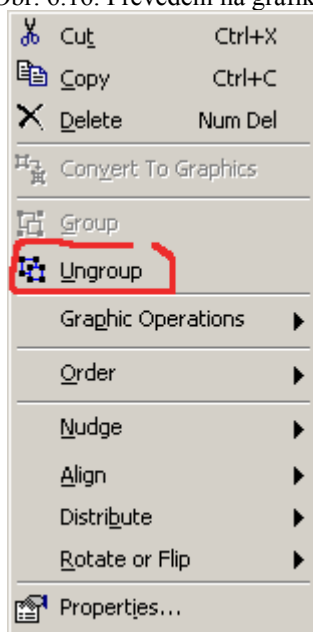 Obr. 6.16: Převedení na grafik
Cut Ctrl+X
Copy Ctrl+C
Delete Num Del
Convert To Graphics
Group
Ungroup
Graphic Operations
Order
Nudge
Align
Distribute
Rotate or Flip
Properties...